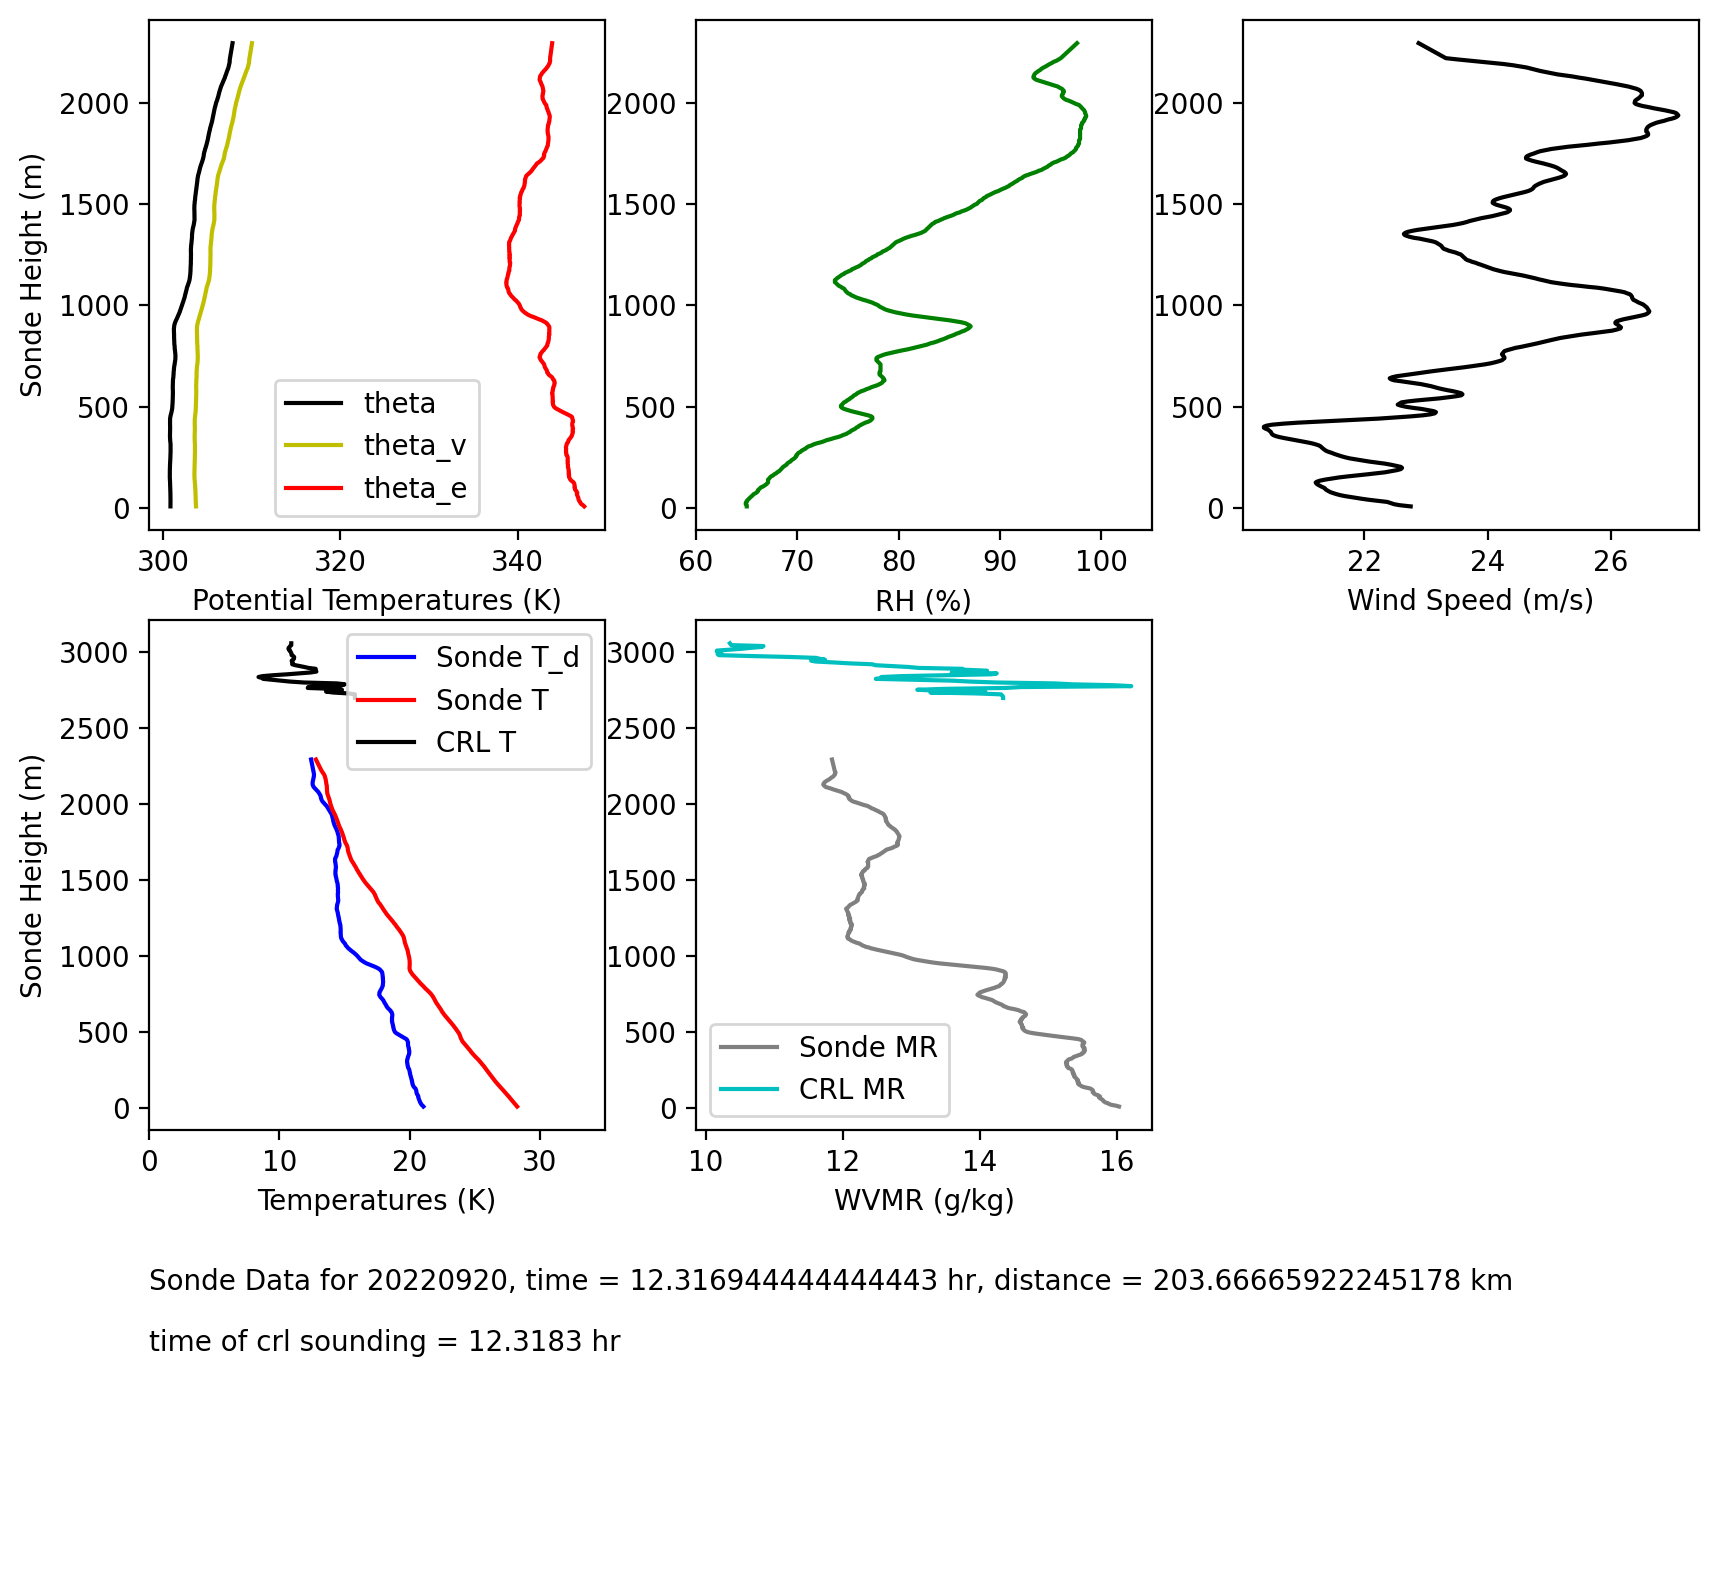 2000
1500
1000
500
0
Sonde Height (m)
theta
theta_v
theta_e
300 320 340
Potential Temperatures (K)
2000
1500
1000
500
0
60 70 80 90 100
RH (%)
2000
1500
1000
500
0
22 24 26
Wind Speed (m/s)
3000
2500
2000
1500
1000
500
0
Sonde Height (m)
Sonde T_d
Sonde T
CRL T
0 10 20 30
Temperatures (K)
3000
2500
2000
1500
1000
500
0
Sonde MR
CRL MR
10 12 14 16
WVMR (g/kg)
Sonde Data for 20220920, time = 12.316944444444443 hr, distance = 203.66665922245178 km
time of crl sounding = 12.3183 hr